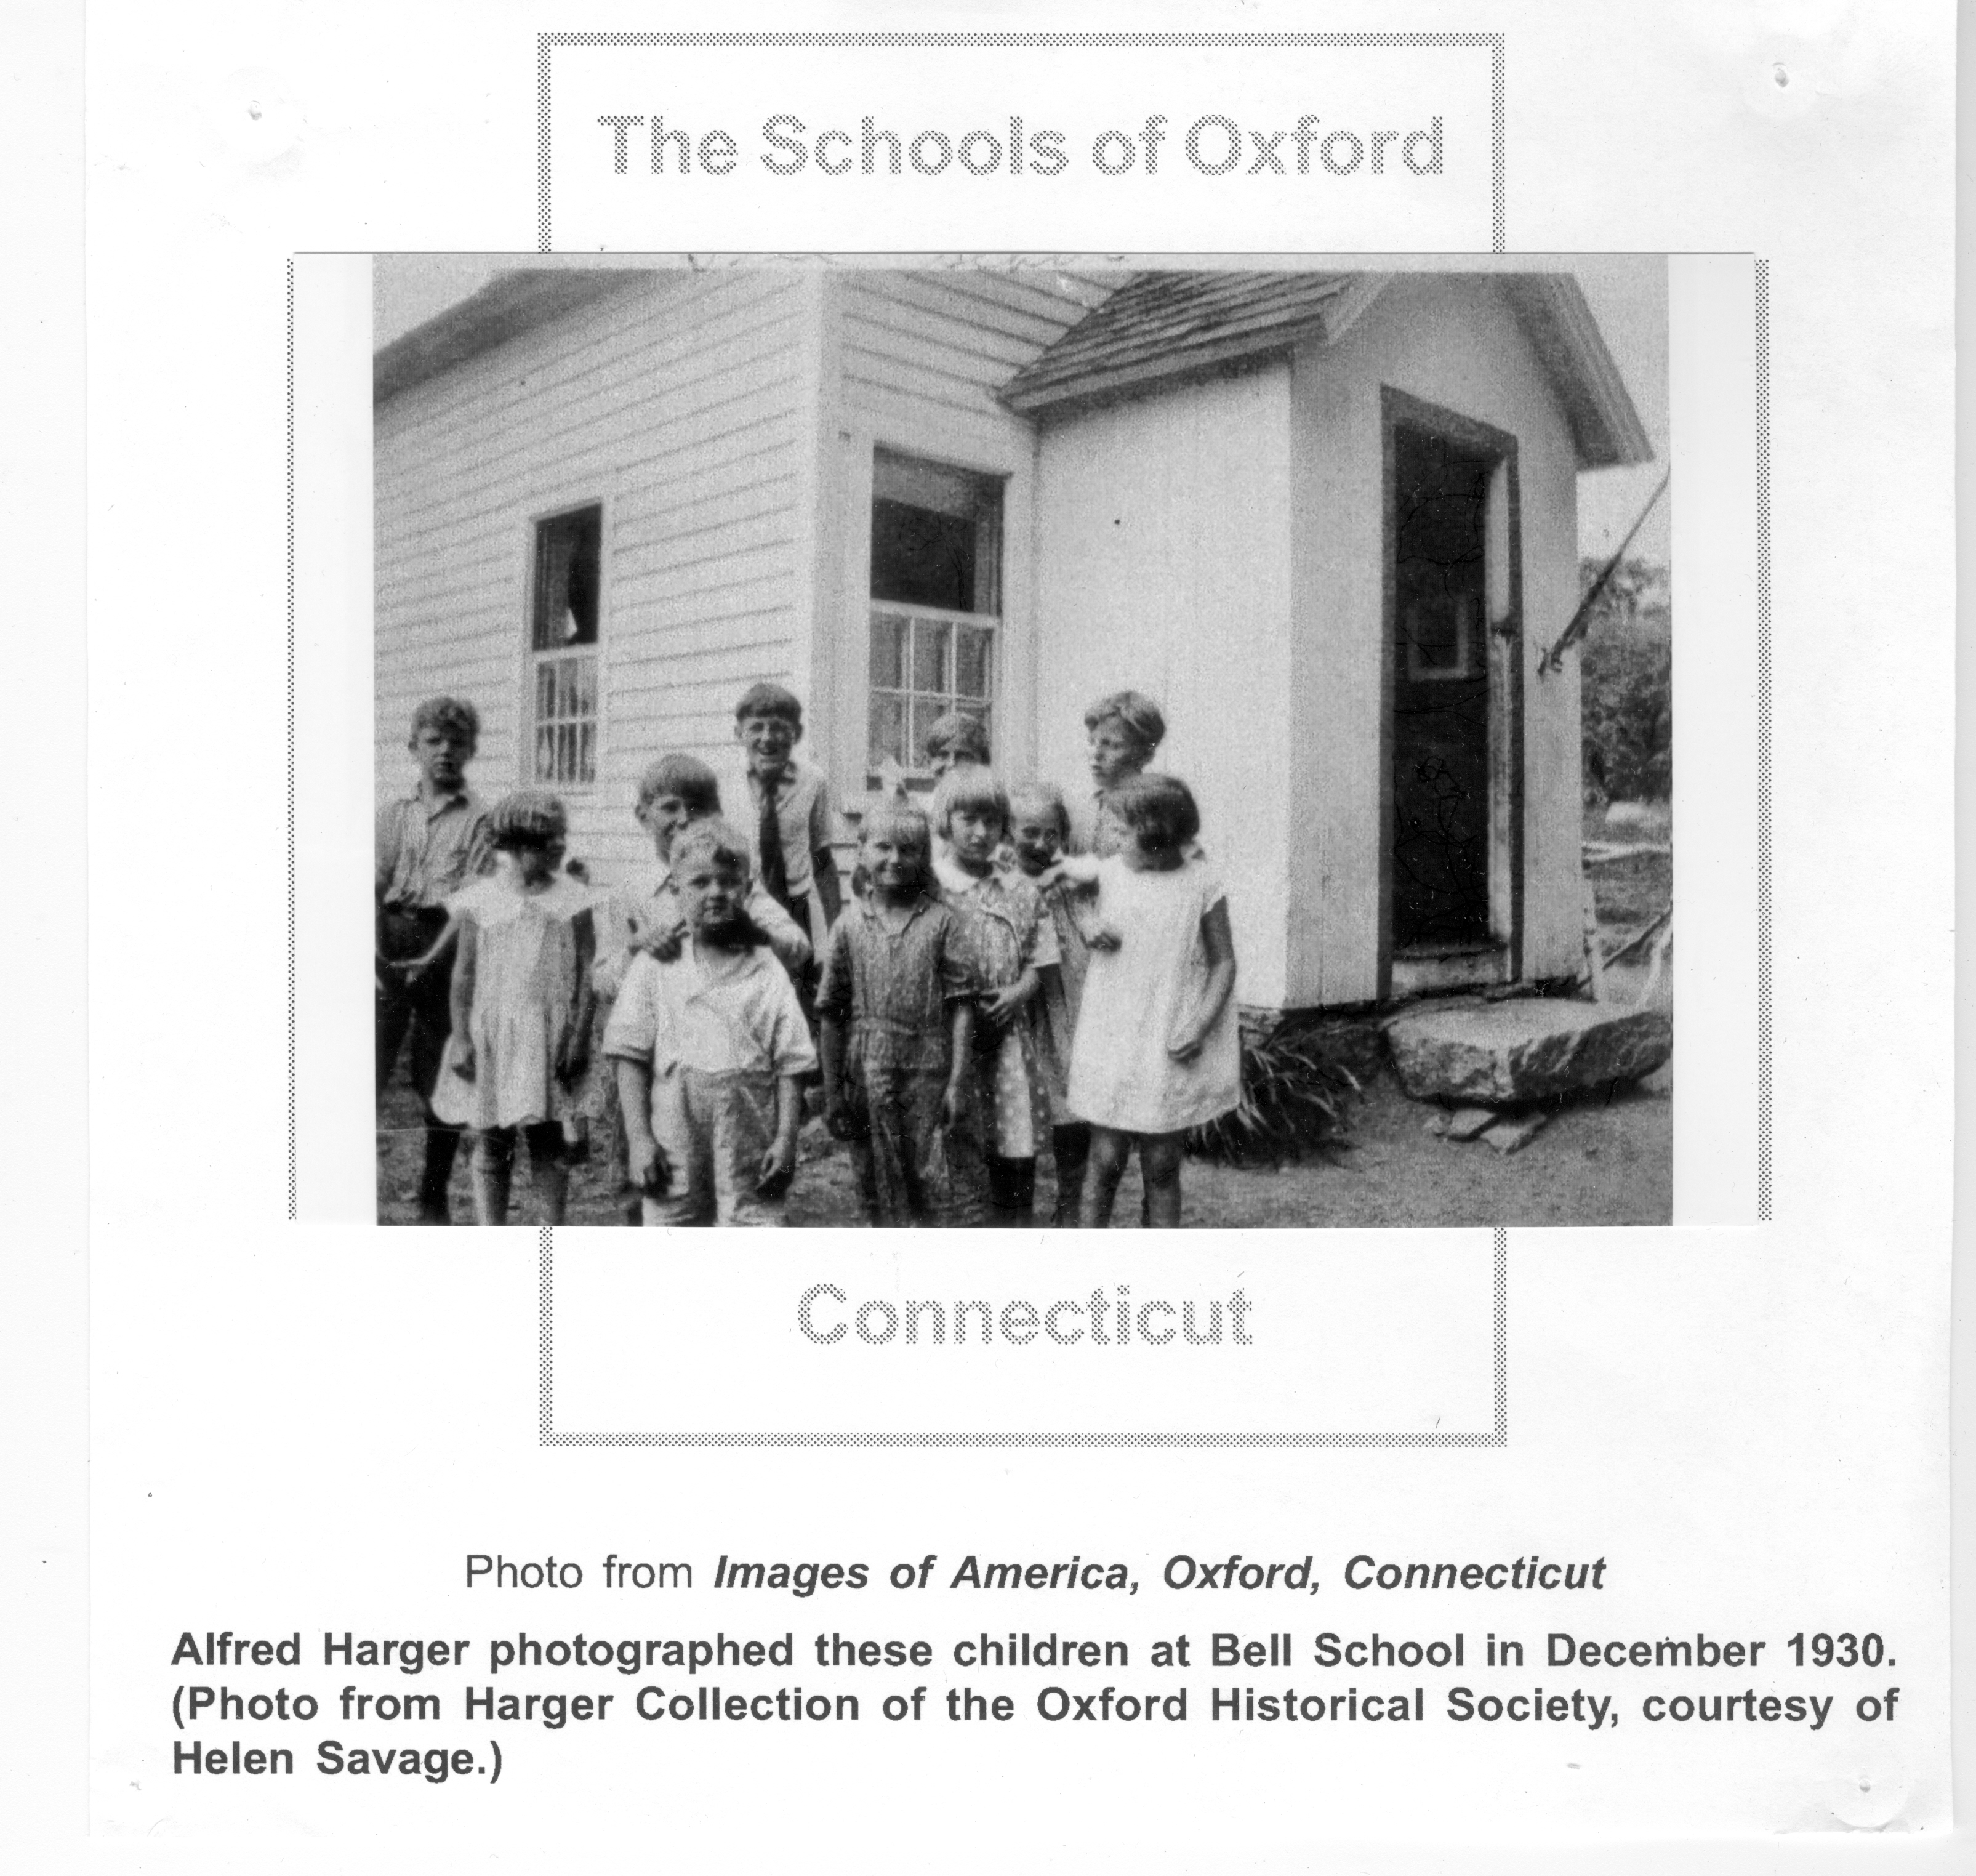 The Schools of Oxford
Connecticut
Photo from Images of America, Oxford, Connecticut
Alfred Harger photographed these children at Bell School in December 1930.
(Photo from Harger Collection of the Oxford Historical Society, courtesy of
Helen Savage.)